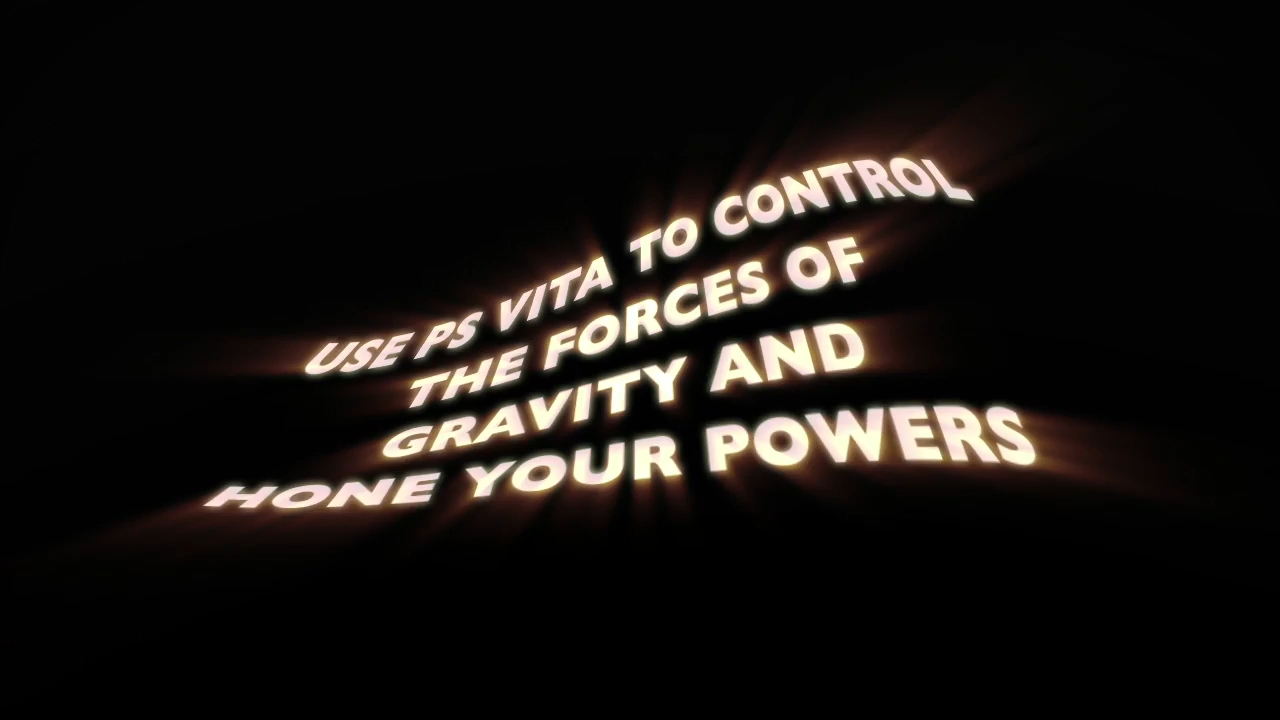 USE PS VITA TO CONTROL
THE FORCES OF
GRAVITY AND
HONE YOUR POWERS